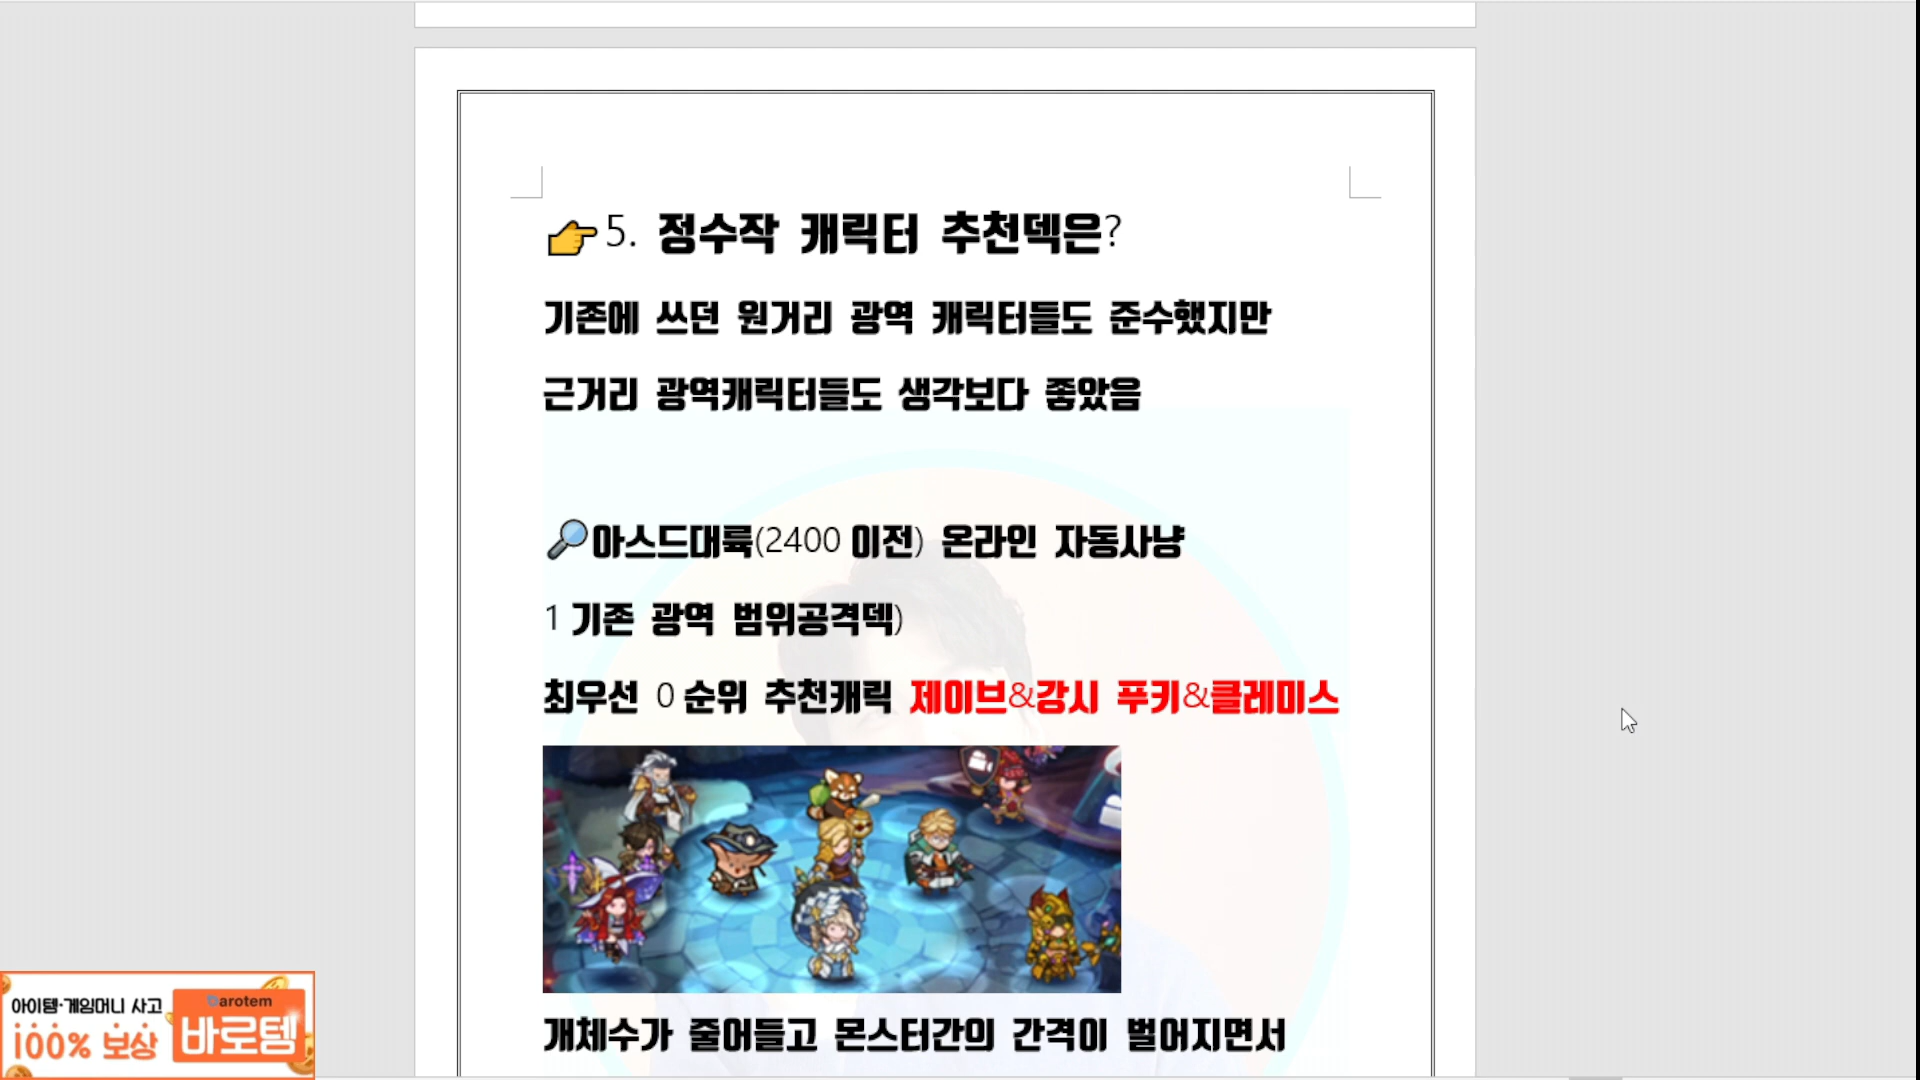 👉5. 정수작 캐릭터 추천덱은?
기존에 쓰던 원거리 광역 캐릭터들도 준수했지만
근거리 광역캐릭터들도 생각보다 좋았음
🔎아스드대륙(2400 이전) 온라인 자동사냥
1 기존 광역 범위공격덱)
최우선 0 순위 추천캐릭 제이브&강시 푸키&클레미스
개체수가 줄어들고 몬스터간의 간격이 벌어지면서
아이템·게임머니 사고
100% 보상
barotem
바로템